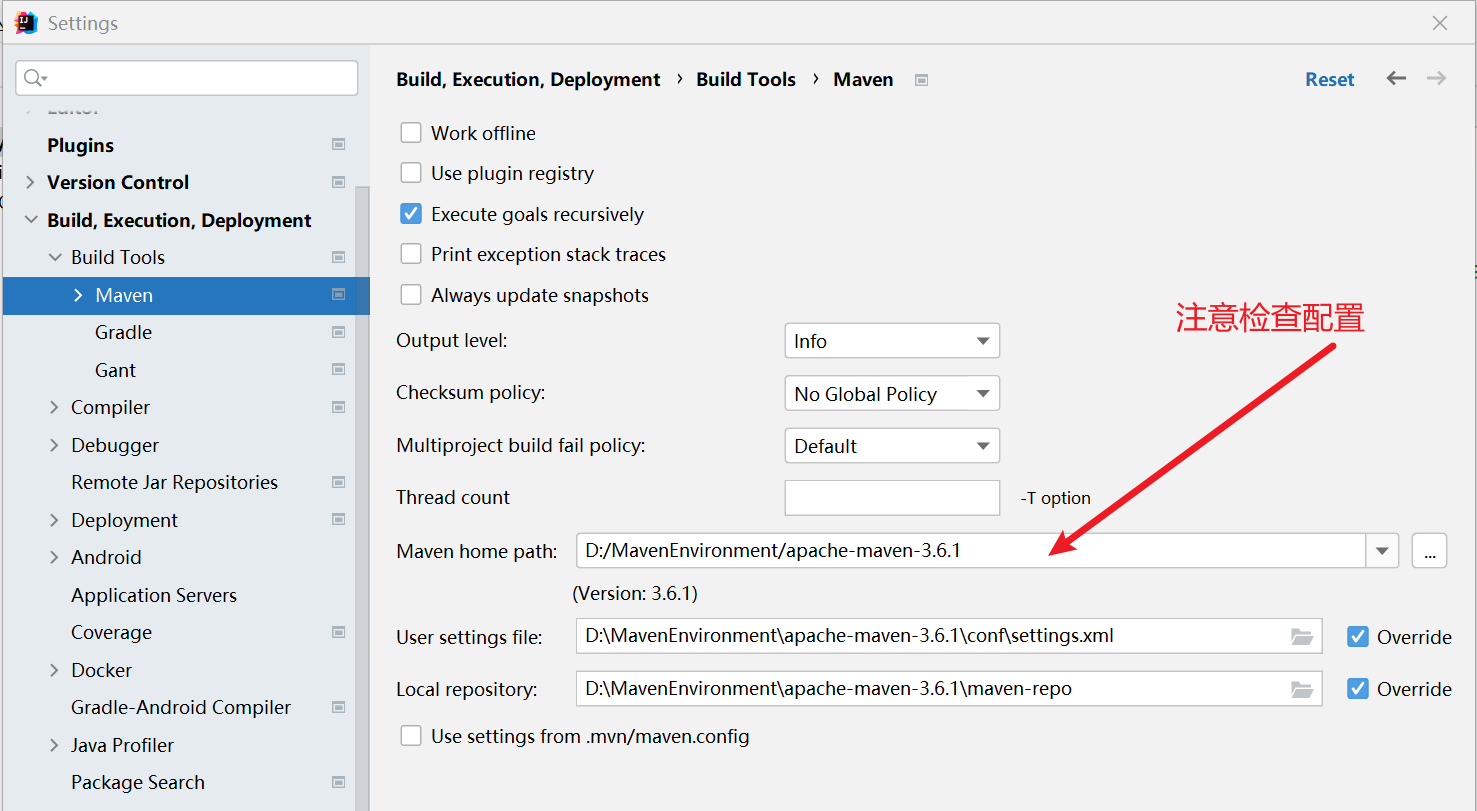 Settings
Plugins
Version Control
Build, Execution, Deployment
Build Tools
Maven
Gradle
Gant
Compiler
Debugger
Remote Jar Repositories
Deployment
Android
Application Servers
Coverage
Docker
Gradle-Android Compiler
Java Profiler
Package Search
Build, Execution, Deployment › Build Tools › Maven
Reset
Work offline
Use plugin registry
Execute goals recursively
Print exception stack traces
Always update snapshots
注意检查配置
Output level: Info
Checksum policy: No Global Policy
Multiproject build fail policy: Default
Thread count -T option
Maven home path: D:/MavenEnvironment/apache-maven-3.6.1 ...
(Version: 3.6.1)
User settings file: D:\MavenEnvironment\apache-maven-3.6.1\conf\settings.xml Override
Local repository: D:\MavenEnvironment\apache-maven-3.6.1\maven-repo Override
Use settings from .mvn/maven.config